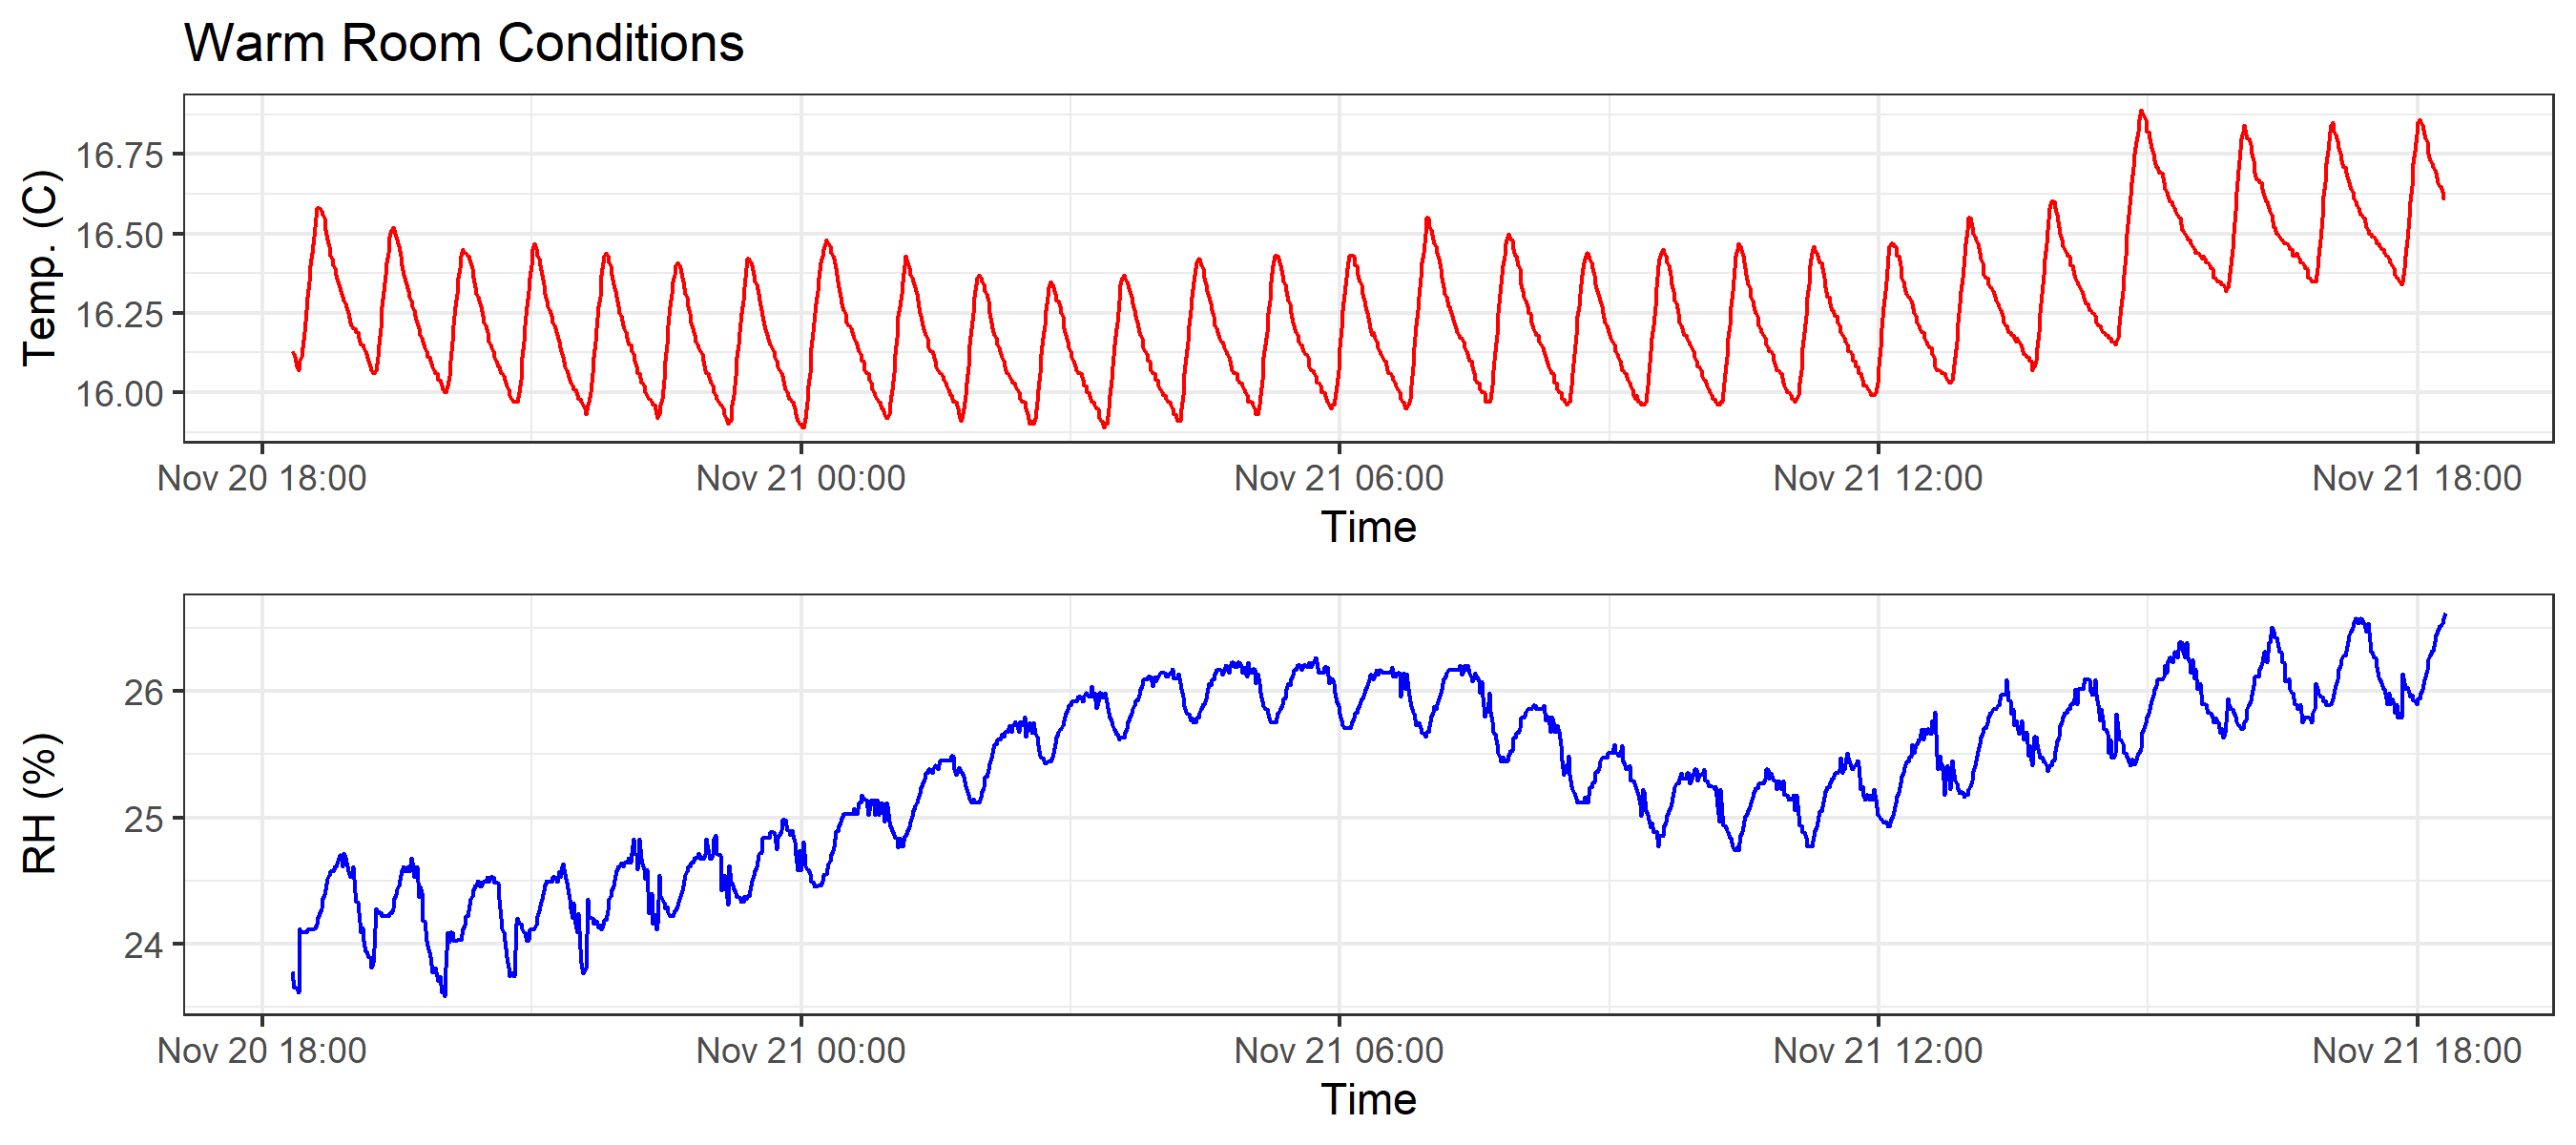 Warm Room Conditions
Temp. (C)
16.75
16.50
16.25
16.00
Nov 20 18:00 Nov 21 00:00 Nov 21 06:00 Nov 21 12:00 Nov 21 18:00
Time
RH (%)
26
25
24
Nov 20 18:00 Nov 21 00:00 Nov 21 06:00 Nov 21 12:00 Nov 21 18:00
Time